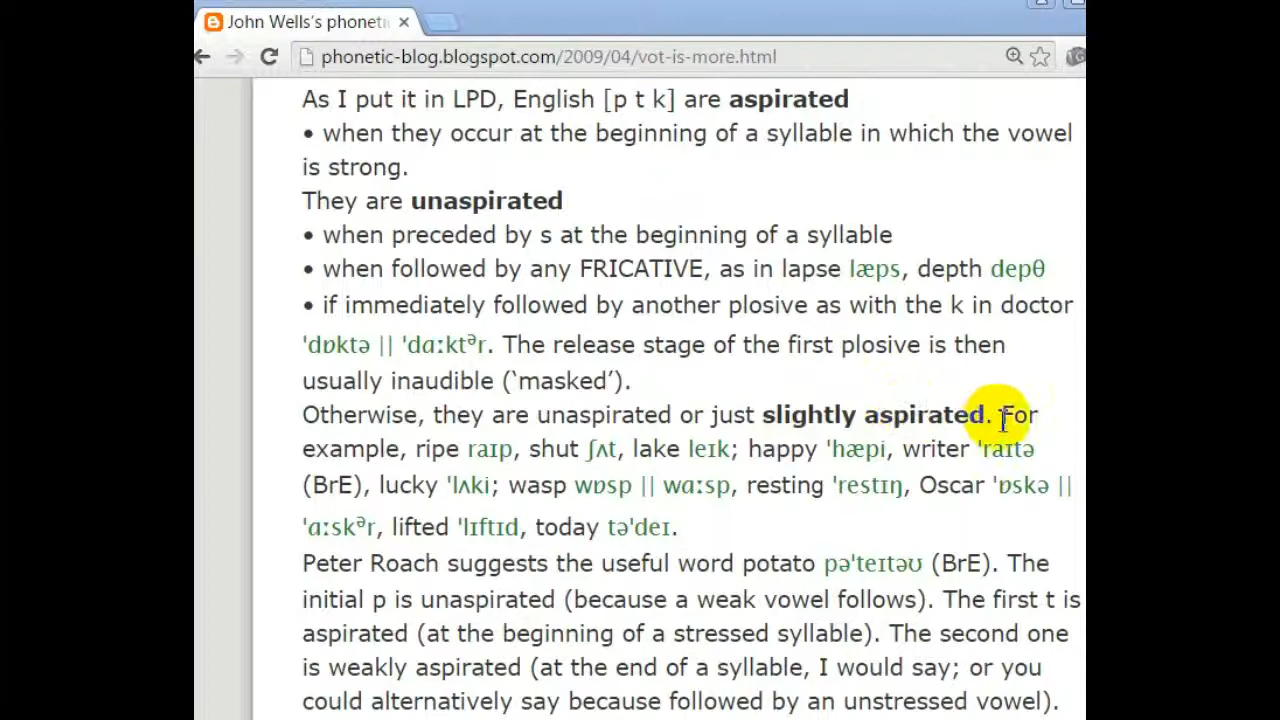 John Wells's phoneti
phonetic-blog.blogspot.com/2009/04/vot-is-more.html
As I put it in LPD, English [p t k] are aspirated
• when they occur at the beginning of a syllable in which the vowel
is strong.
They are unaspirated
• when preceded by s at the beginning of a syllable
• when followed by any FRICATIVE, as in lapse læps, depth depθ
• if immediately followed by another plosive as with the k in doctor
ˈdɒktə || ˈdɑːktᵊr. The release stage of the first plosive is then
usually inaudible (‘masked’).
Otherwise, they are unaspirated or just slightly aspirated. For
example, ripe raɪp, shut ʃʌt, lake leɪk; happy ˈhæpi, writer ˈraɪtə
(BrE), lucky ˈlʌki; wasp wɒsp || wɑːsp, resting ˈrestɪŋ, Oscar ˈɒskə ||
ˈɑːskᵊr, lifted ˈlɪftɪd, today təˈdeɪ.
Peter Roach suggests the useful word potato pəˈteɪtəʊ (BrE). The
initial p is unaspirated (because a weak vowel follows). The first t is
aspirated (at the beginning of a stressed syllable). The second one
is weakly aspirated (at the end of a syllable, I would say; or you
could alternatively say because followed by an unstressed vowel).